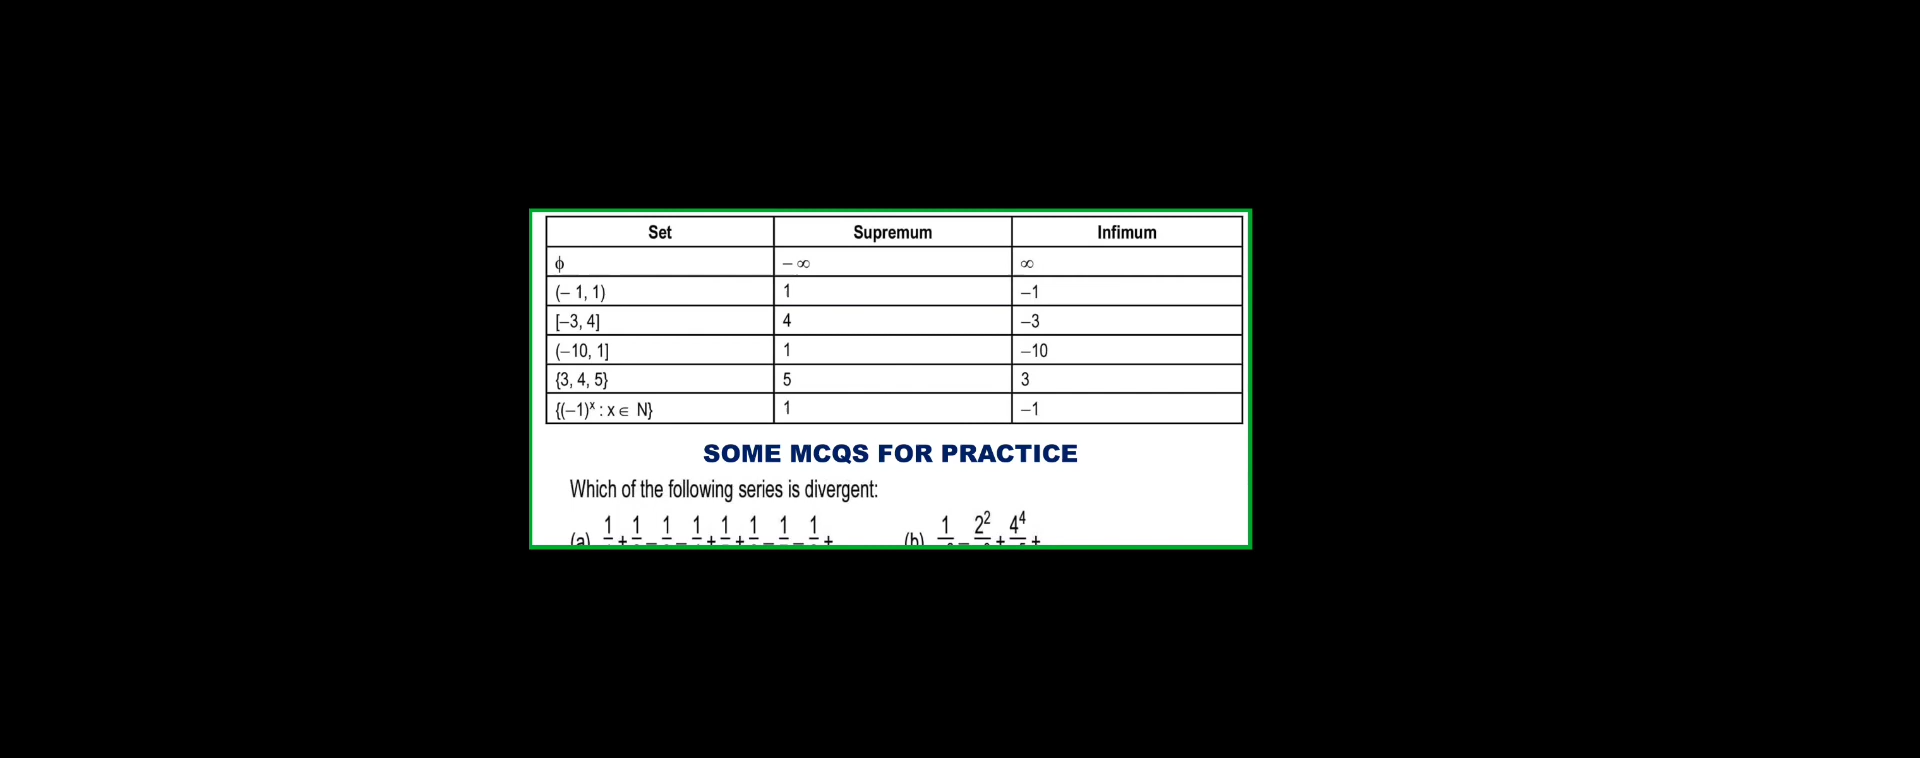 Set Supremum Infimum
ϕ – ∞ ∞
(– 1, 1) 1 –1
[–3, 4] 4 –3
(–10, 1] 1 –10
{3, 4, 5} 5 3
{(–1)ˣ : x ∈ N} 1 –1
SOME MCQS FOR PRACTICE
Which of the following series is divergent:
(a)
(b)